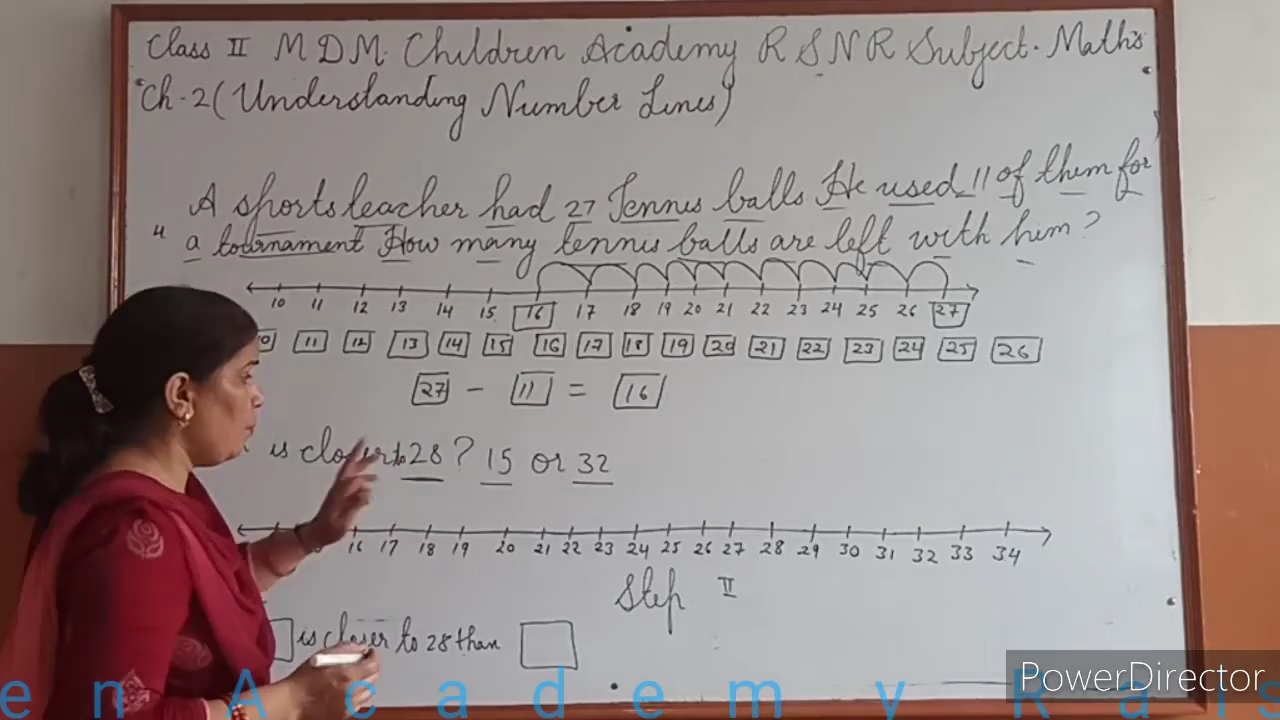 Class II MDM. Children Academy RSNR Subject. Maths
Ch-2 (Understanding Number Lines)
A sports teacher had 27 Tennis balls He used 11 of them for
a tournament How many tennis balls are left with him?
10 11 12 13 14 15 16 17 18 19 20 21 22 23 24 25 26 27
10 11 12 13 14 15 16 17 18 19 20 21 22 23 24 25 26
27 - 11 = 16
is closer to 28? 15 or 32
16 17 18 19 20 21 22 23 24 25 26 27 28 29 30 31 32 33 34
Step II
is closer to 28 than
PowerDirector
en Academy Rais